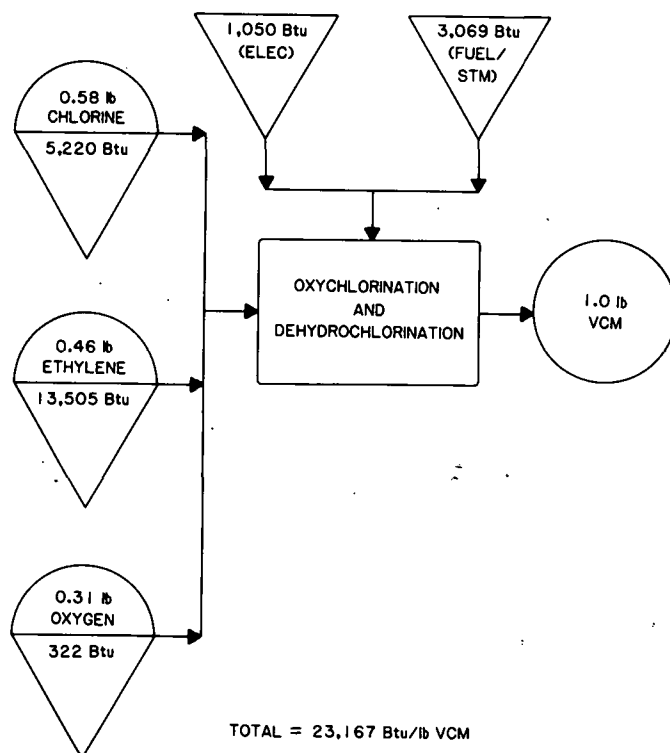 1,050 Btu
(ELEC)
3,069 Btu
(FUEL/
STM)
0.58 lb
CHLORINE
5,220 Btu
OXYCHLORINATION
AND
DEHYDROCHLORINATION
1.0 lb
VCM
0.46 lb
ETHYLENE
13,505 Btu
0.31 lb
OXYGEN
322 Btu
TOTAL = 23,167 Btu/lb VCM